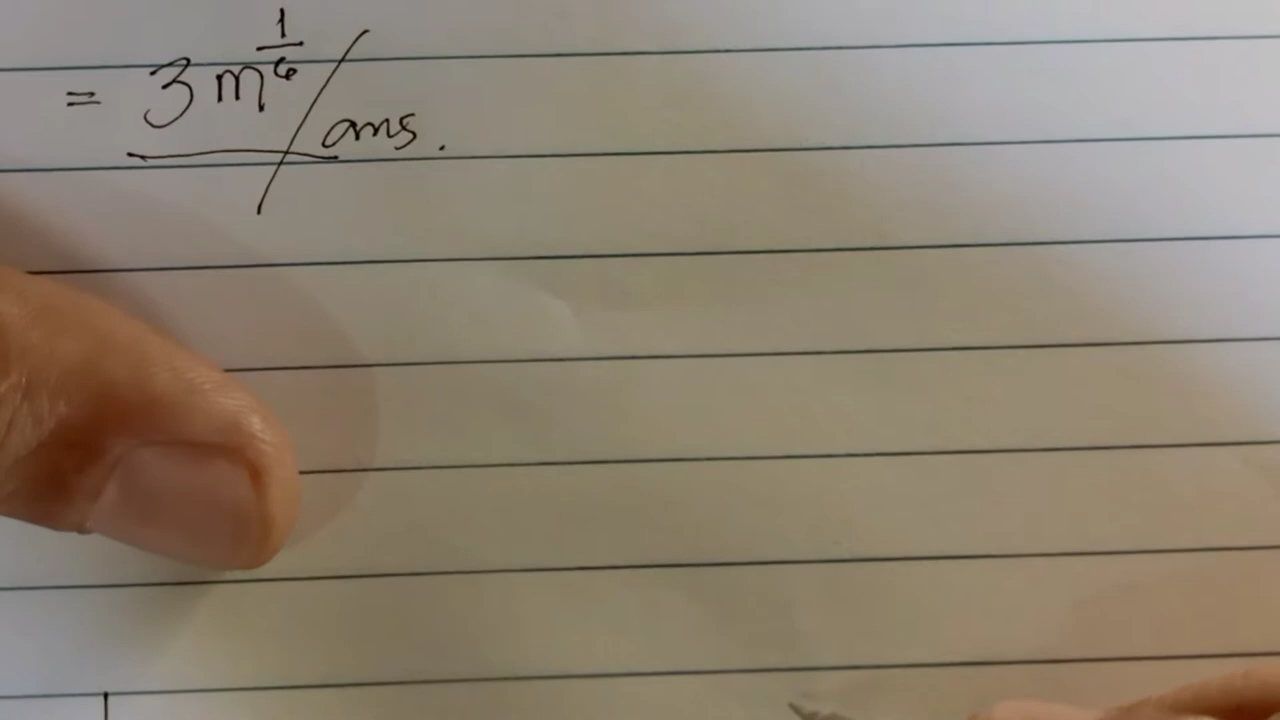 = 3m^(1/6) / ans.